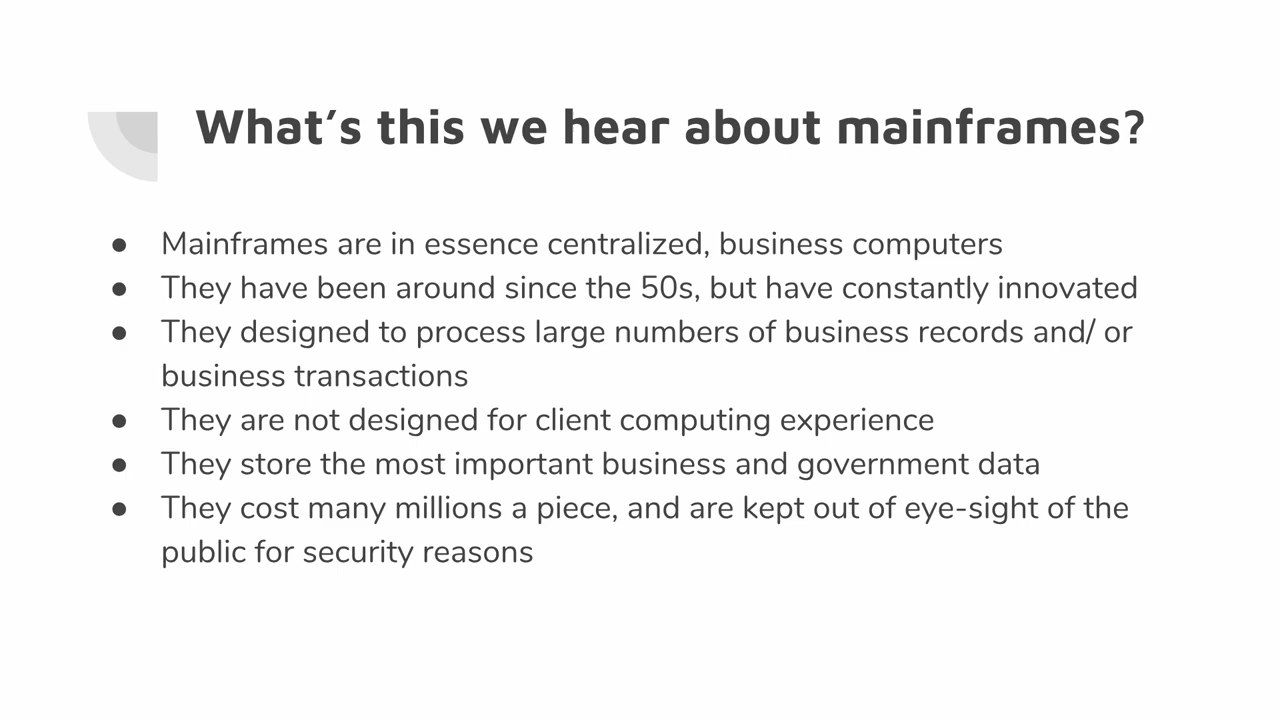 What’s this we hear about mainframes?
● Mainframes are in essence centralized, business computers
● They have been around since the 50s, but have constantly innovated
● They designed to process large numbers of business records and/ or
business transactions
● They are not designed for client computing experience
● They store the most important business and government data
● They cost many millions a piece, and are kept out of eye-sight of the
public for security reasons